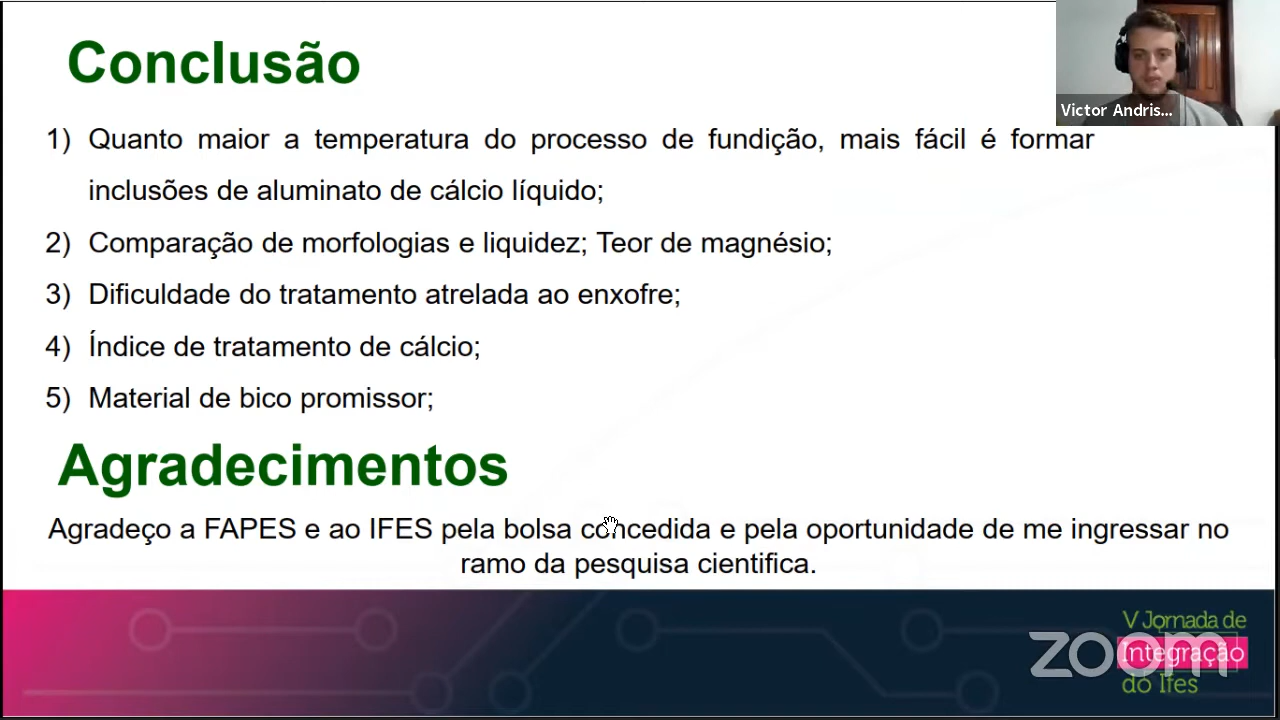 Conclusão
Victor Andris...
1) Quanto maior a temperatura do processo de fundição, mais fácil é formar
inclusões de aluminato de cálcio líquido;
2) Comparação de morfologias e liquidez; Teor de magnésio;
3) Dificuldade do tratamento atrelada ao enxofre;
4) Índice de tratamento de cálcio;
5) Material de bico promissor;
Agradecimentos
Agradeço a FAPES e ao IFES pela bolsa concedida e pela oportunidade de me ingressar no
ramo da pesquisa cientifica.
V Jornada de
Integração
do Ifes
zoom